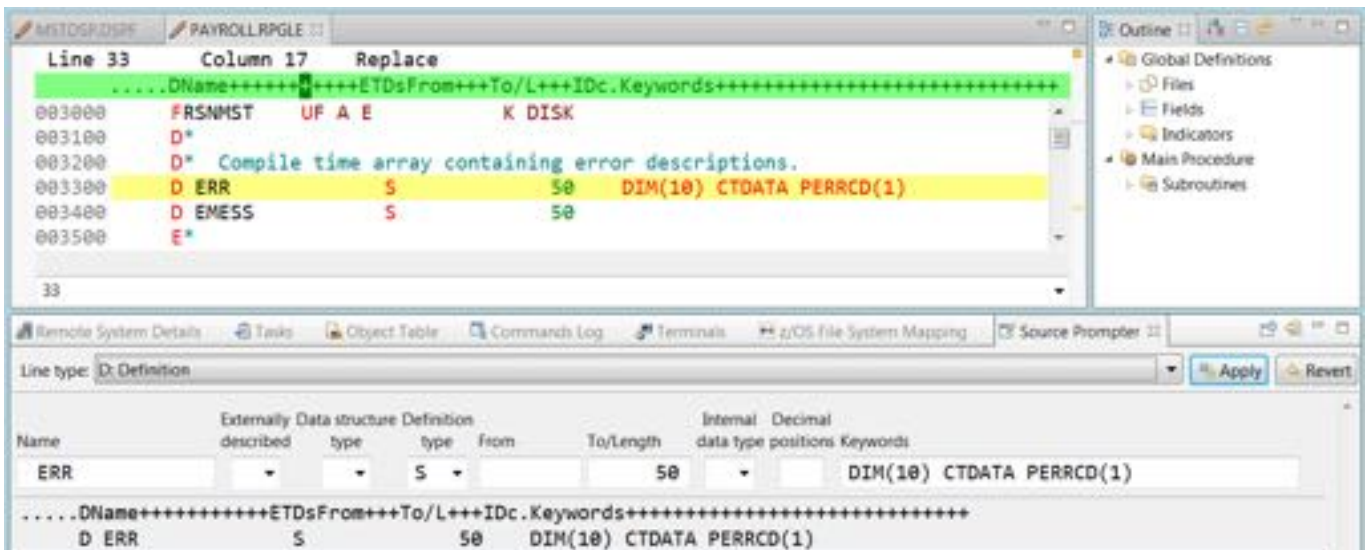 MSTDSP.DSPF PAYROLL.RPGLE
Line 33 Column 17 Replace
.....DName+++++++++++ETDsFrom+++To/L+++IDc.Keywords+++++++++++++++++++++++++++++
003000 FRSNMST UF A E K DISK
003100 D*
003200 D* Compile time array containing error descriptions.
003300 D ERR S 50 DIM(10) CTDATA PERRCD(1)
003400 D EMESS S 50
003500 E*
33
Outline
Global Definitions
Files
Fields
Indicators
Main Procedure
Subroutines
Remote System Details Tasks Object Table Commands Log Terminals z/OS File System Mapping Source Prompter
Line type: D: Definition Apply Revert
Externally Data structure Definition Internal Decimal
Name described type type From To/Length data type positions Keywords
ERR S 50 DIM(10) CTDATA PERRCD(1)
.....DName+++++++++++ETDsFrom+++To/L+++IDc.Keywords+++++++++++++++++++++++++++++
D ERR S 50 DIM(10) CTDATA PERRCD(1)